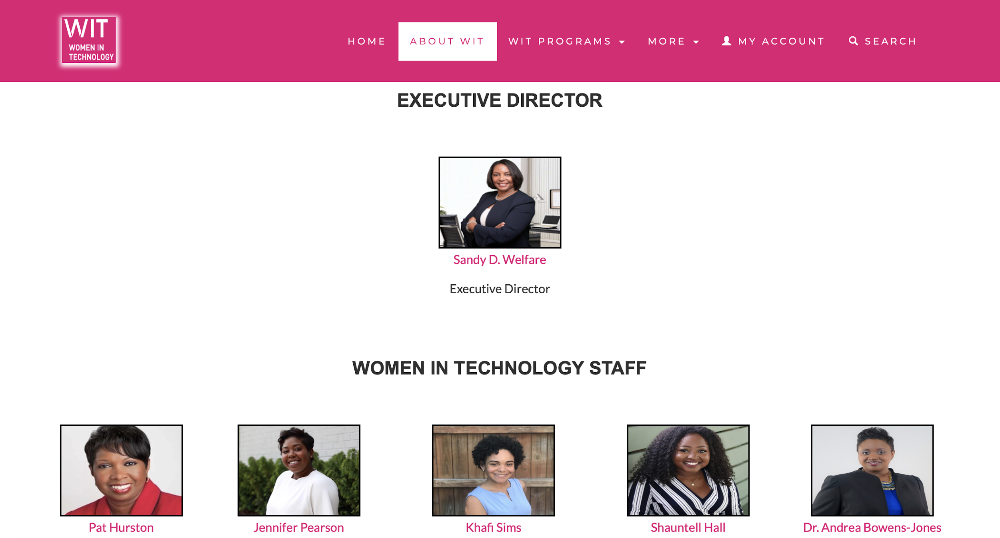 WIT
WOMEN IN
TECHNOLOGY
HOME
ABOUT WIT
WIT PROGRAMS
MORE
MY ACCOUNT
SEARCH
EXECUTIVE DIRECTOR
Sandy D. Welfare
Executive Director
WOMEN IN TECHNOLOGY STAFF
Pat Hurston
Jennifer Pearson
Khafi Sims
Shauntell Hall
Dr. Andrea Bowens-Jones